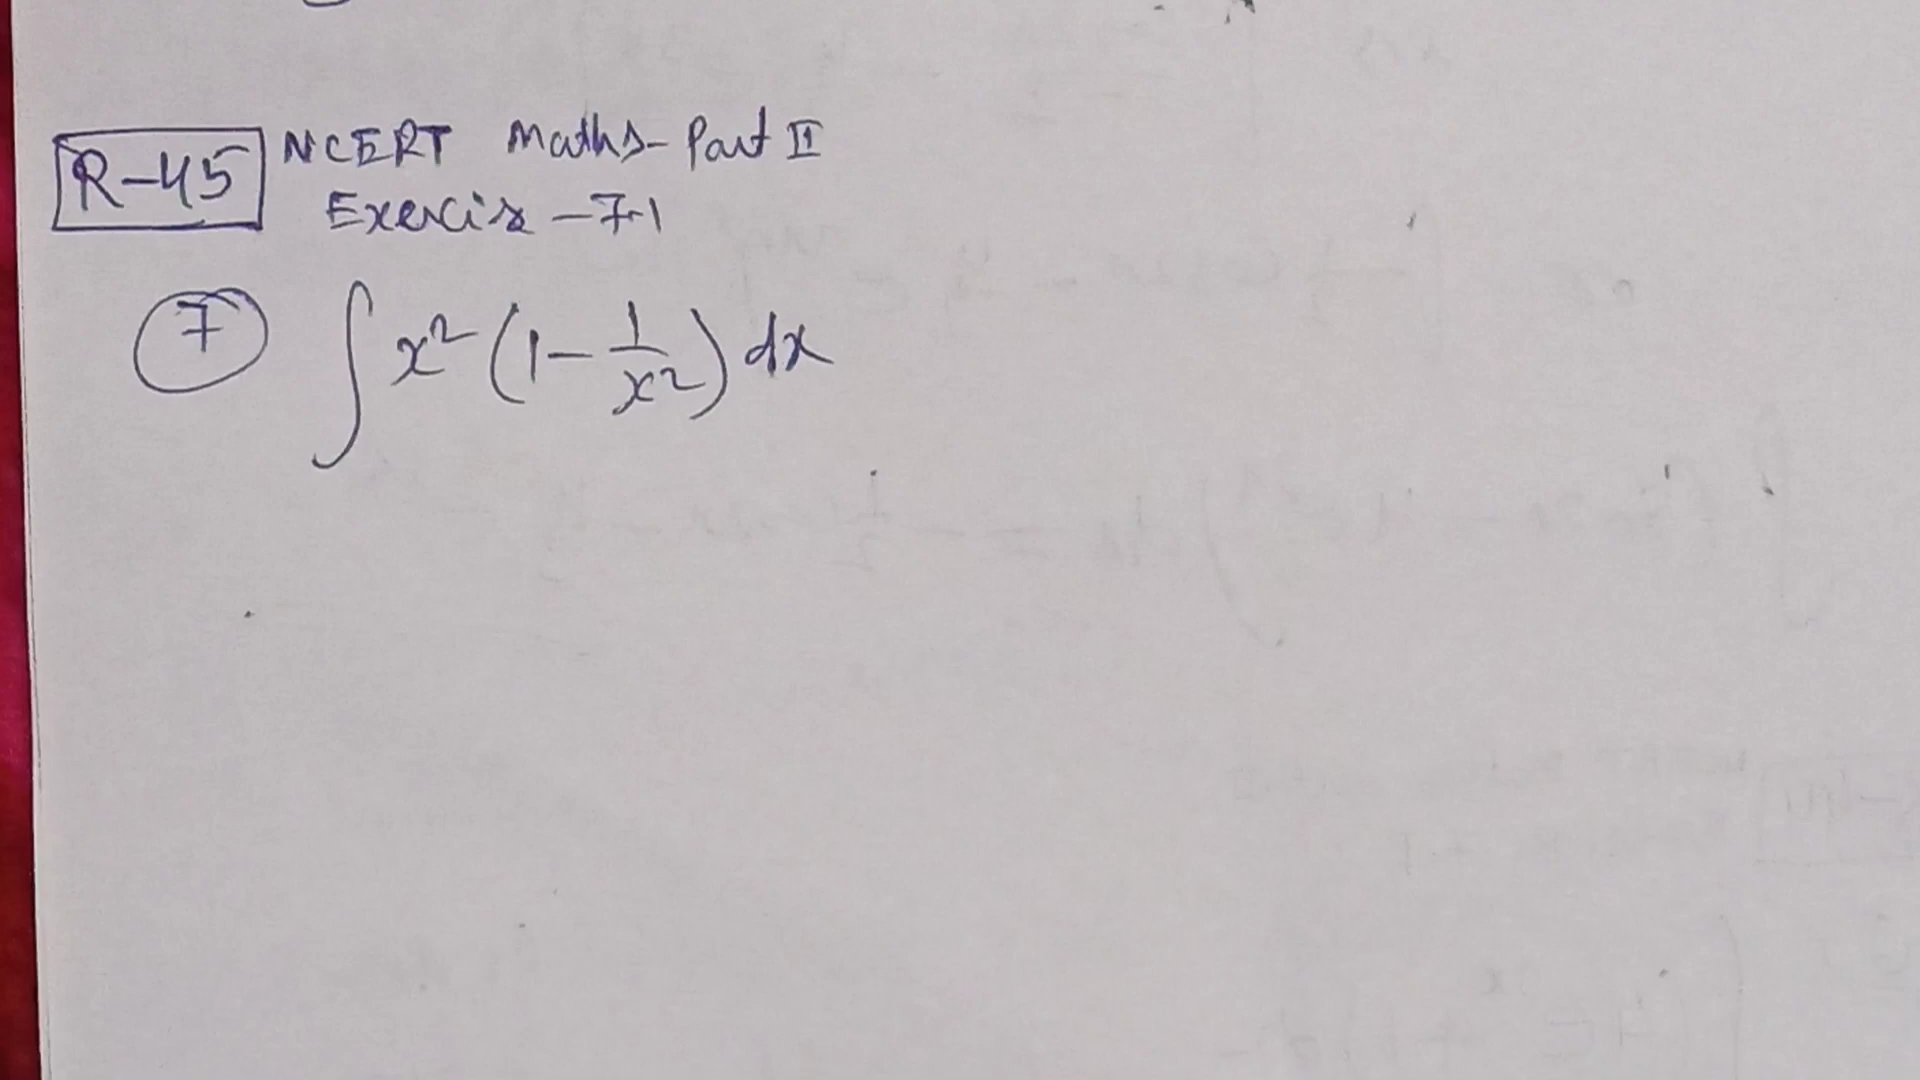 R-45 NCERT Maths- Part II
Exercise - 7.1
7 ∫ x² (1 - 1/x²) dx